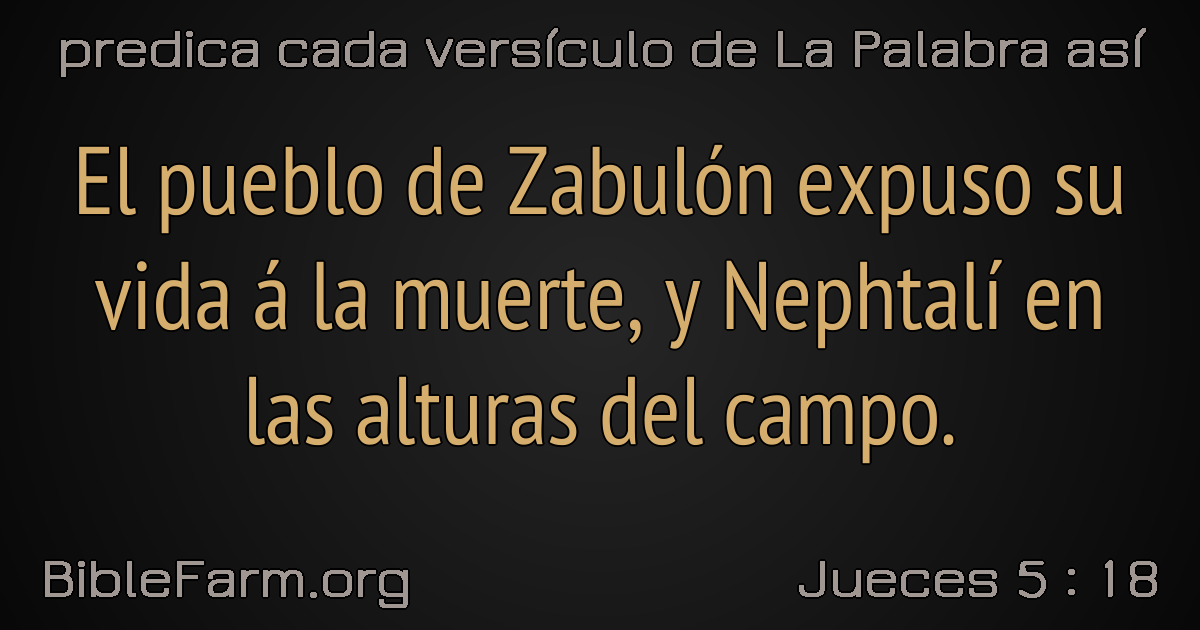 predica cada versículo de La Palabra así
El pueblo de Zabulón expuso su
vida á la muerte, y Nephtalí en
las alturas del campo.
BibleFarm.org
Jueces 5 : 18